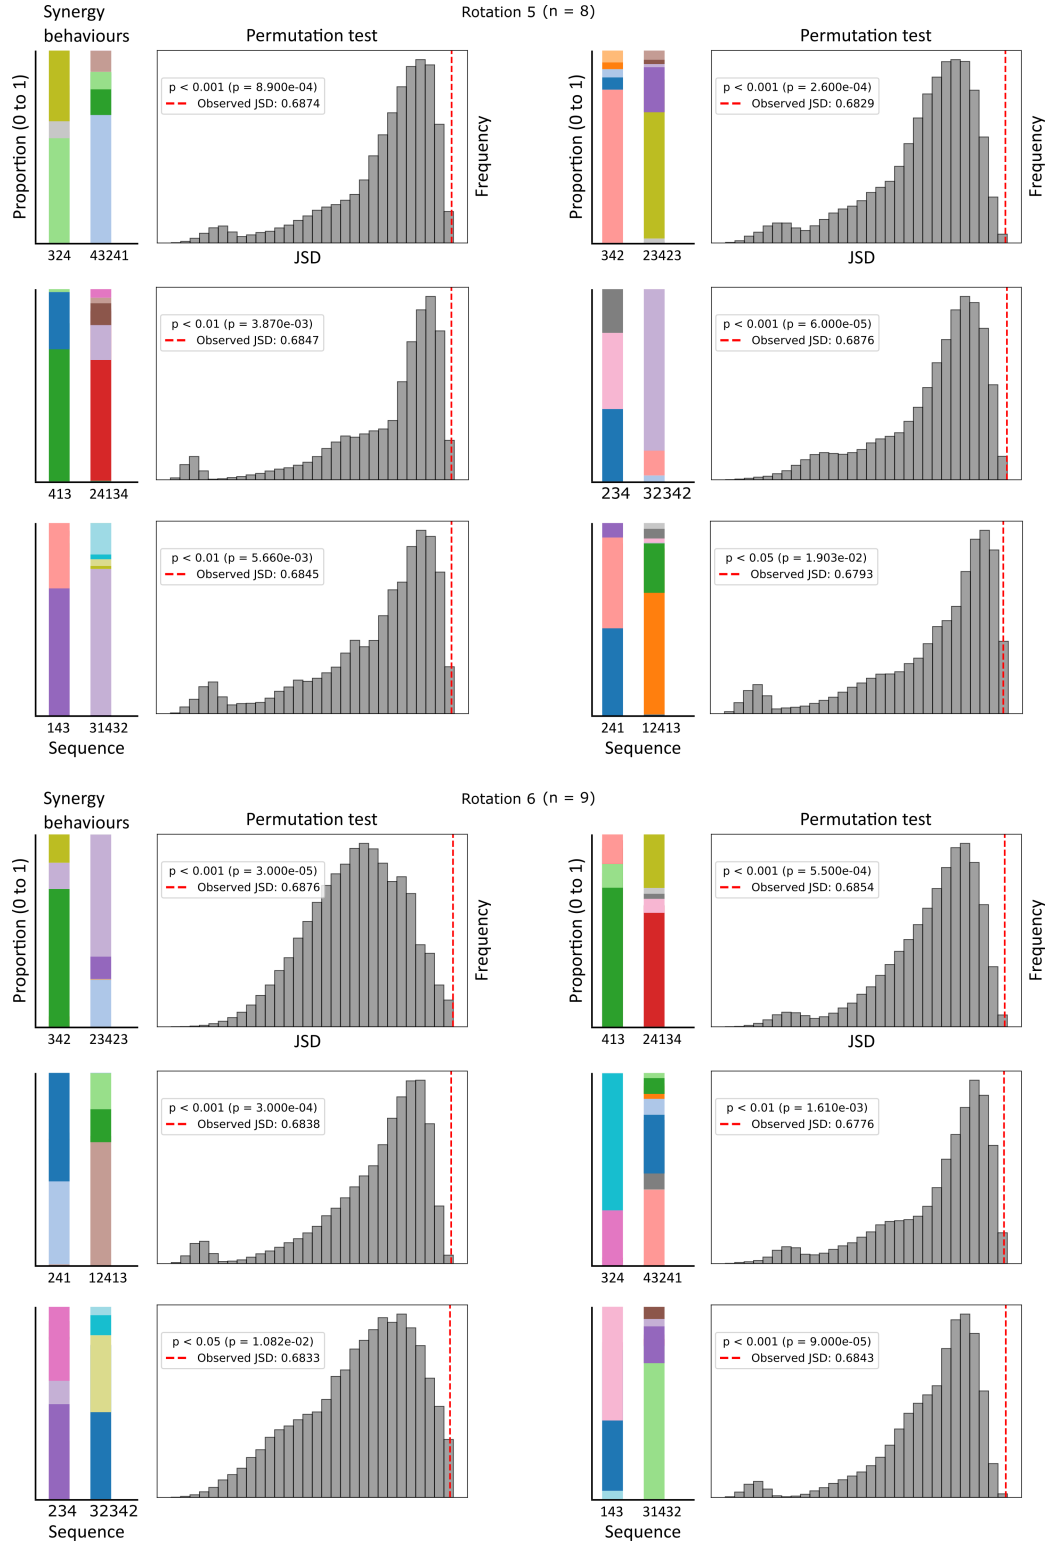 Synergy
behaviours
Rotation 5 (n = 8)
Permutation test
Permutation test
Proportion (0 to 1)
p < 0.001 (p = 8.900e-04)
Observed JSD: 0.6874
Frequency
324 43241
JSD
Proportion (0 to 1)
p < 0.001 (p = 2.600e-04)
Observed JSD: 0.6829
Frequency
342 23423
JSD
p < 0.01 (p = 3.870e-03)
Observed JSD: 0.6847
413 24134
p < 0.001 (p = 6.000e-05)
Observed JSD: 0.6876
234 32342
p < 0.01 (p = 5.660e-03)
Observed JSD: 0.6845
143 31432
Sequence
p < 0.05 (p = 1.903e-02)
Observed JSD: 0.6793
241 12413
Sequence
Synergy
behaviours
Rotation 6 (n = 9)
Permutation test
Permutation test
Proportion (0 to 1)
p < 0.001 (p = 3.000e-05)
Observed JSD: 0.6876
Frequency
342 23423
JSD
Proportion (0 to 1)
p < 0.001 (p = 5.500e-04)
Observed JSD: 0.6854
Frequency
413 24134
JSD
p < 0.001 (p = 3.000e-04)
Observed JSD: 0.6838
241 12413
p < 0.01 (p = 1.610e-03)
Observed JSD: 0.6776
324 43241
p < 0.05 (p = 1.082e-02)
Observed JSD: 0.6833
234 32342
Sequence
p < 0.001 (p = 9.000e-05)
Observed JSD: 0.6843
143 31432
Sequence